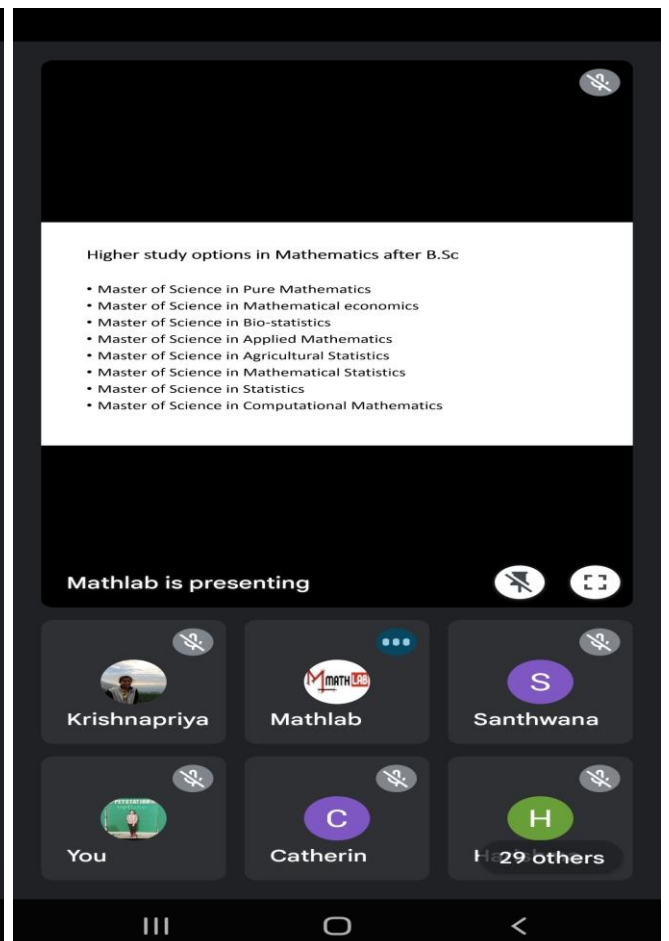 Higher study options in Mathematics after B.Sc
• Master of Science in Pure Mathematics
• Master of Science in Mathematical economics
• Master of Science in Bio-statistics
• Master of Science in Applied Mathematics
• Master of Science in Agricultural Statistics
• Master of Science in Mathematical Statistics
• Master of Science in Statistics
• Master of Science in Computational Mathematics
Mathlab is presenting
MATH LAB
S
Krishnapriya
Mathlab
Santhwana
C
H
You
Catherin
29 others